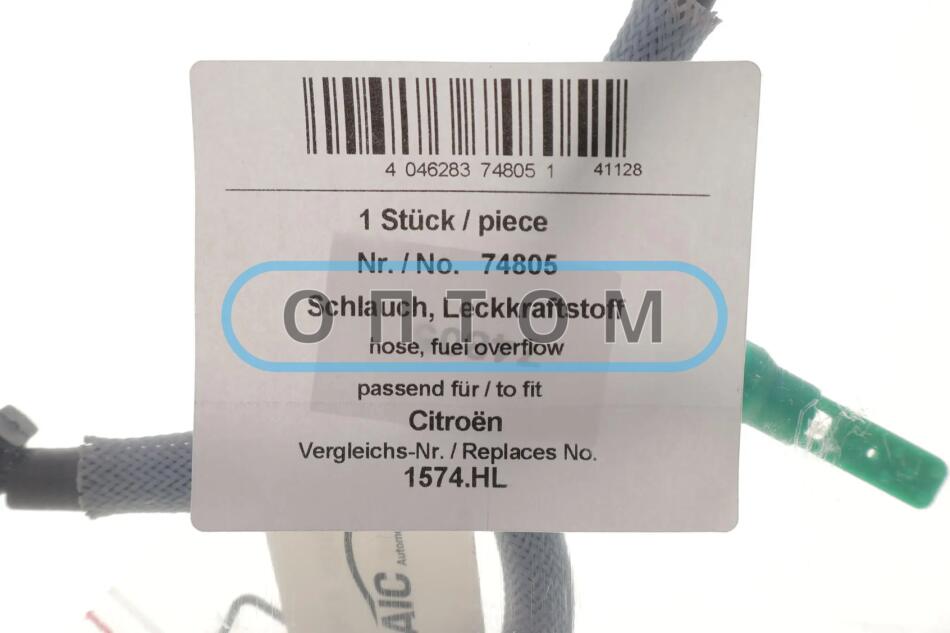 4 046283 74805 1 41128
1 Stück / piece
Nr. / No. 74805
Schlauch, Leckkraftstoff
ОПТОМ
hose, fuel overflow
passend für / to fit
Citroën
Vergleichs-Nr. / Replaces No.
1574.HL
AIC